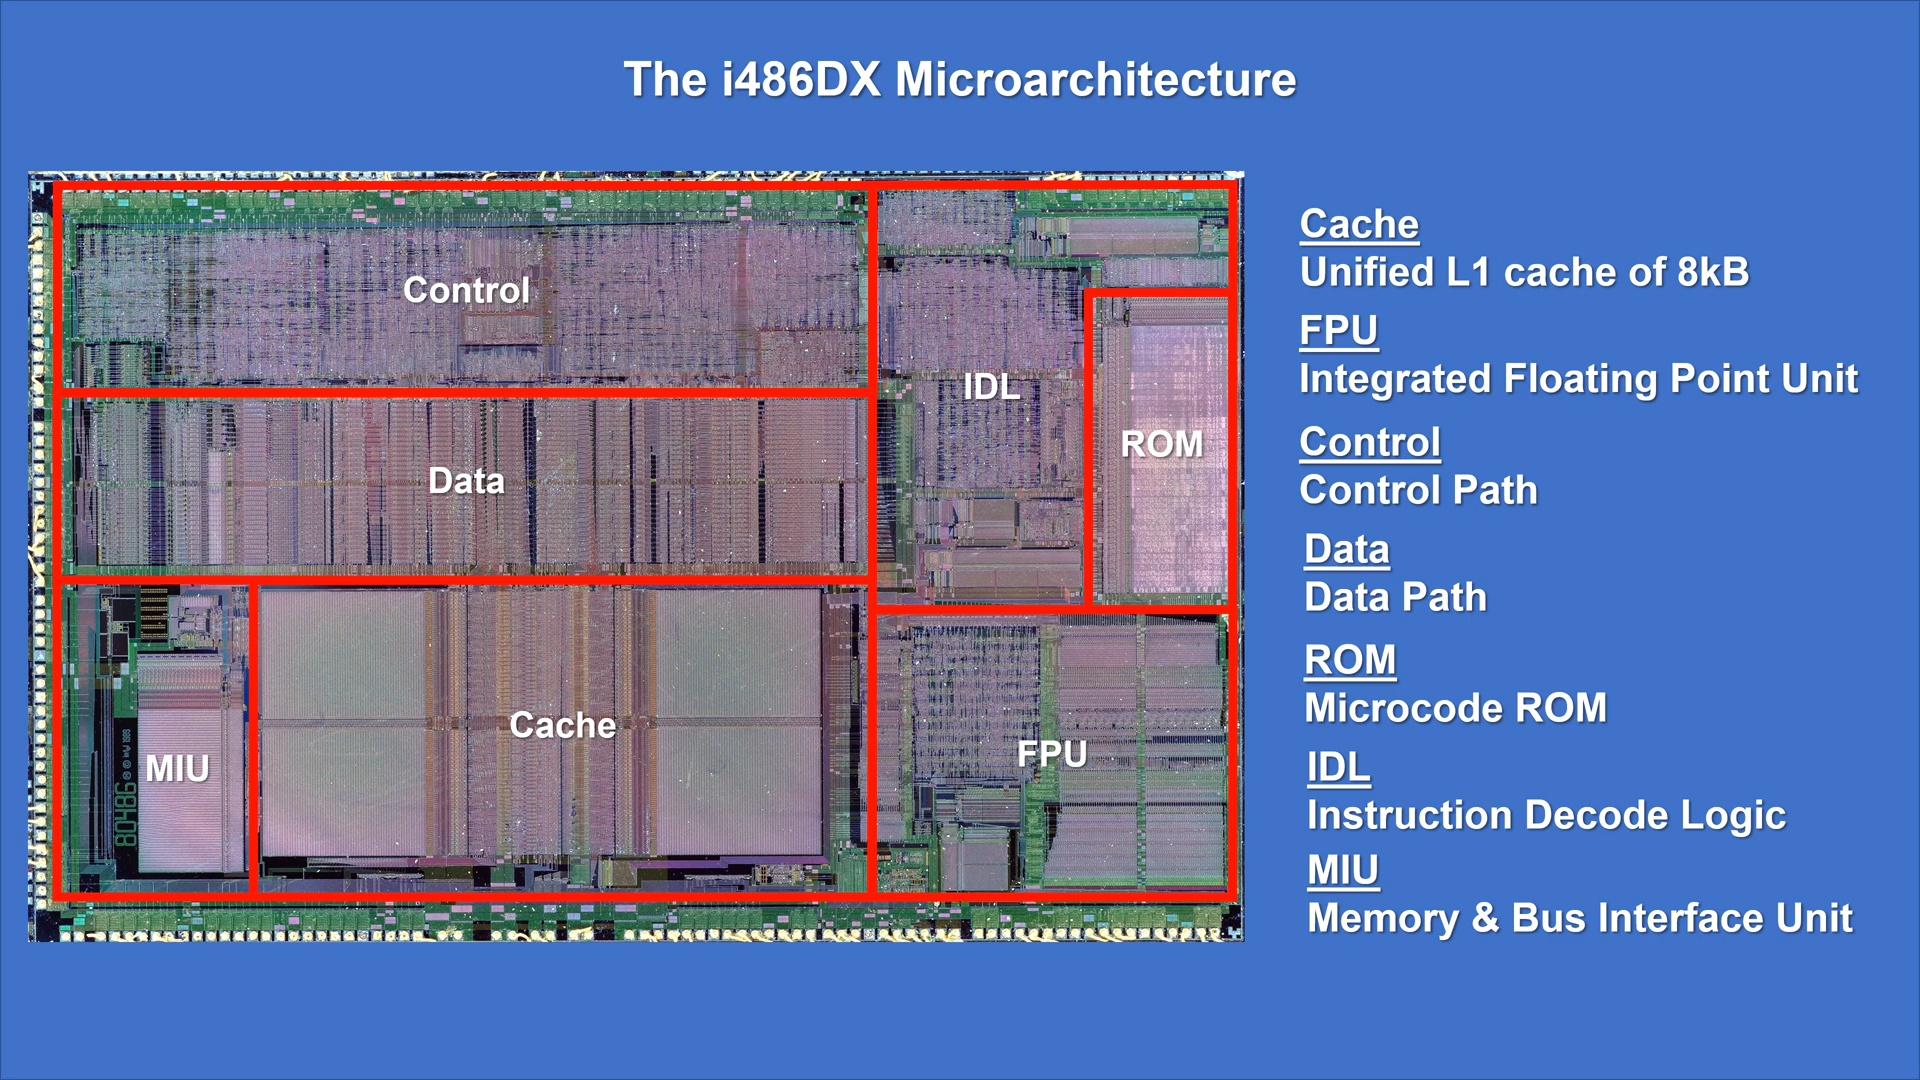 The i486DX Microarchitecture
Control
Data
MIU
Cache
IDL
ROM
FPU
80486
Cache
Unified L1 cache of 8kB
FPU
Integrated Floating Point Unit
Control
Control Path
Data
Data Path
ROM
Microcode ROM
IDL
Instruction Decode Logic
MIU
Memory & Bus Interface Unit